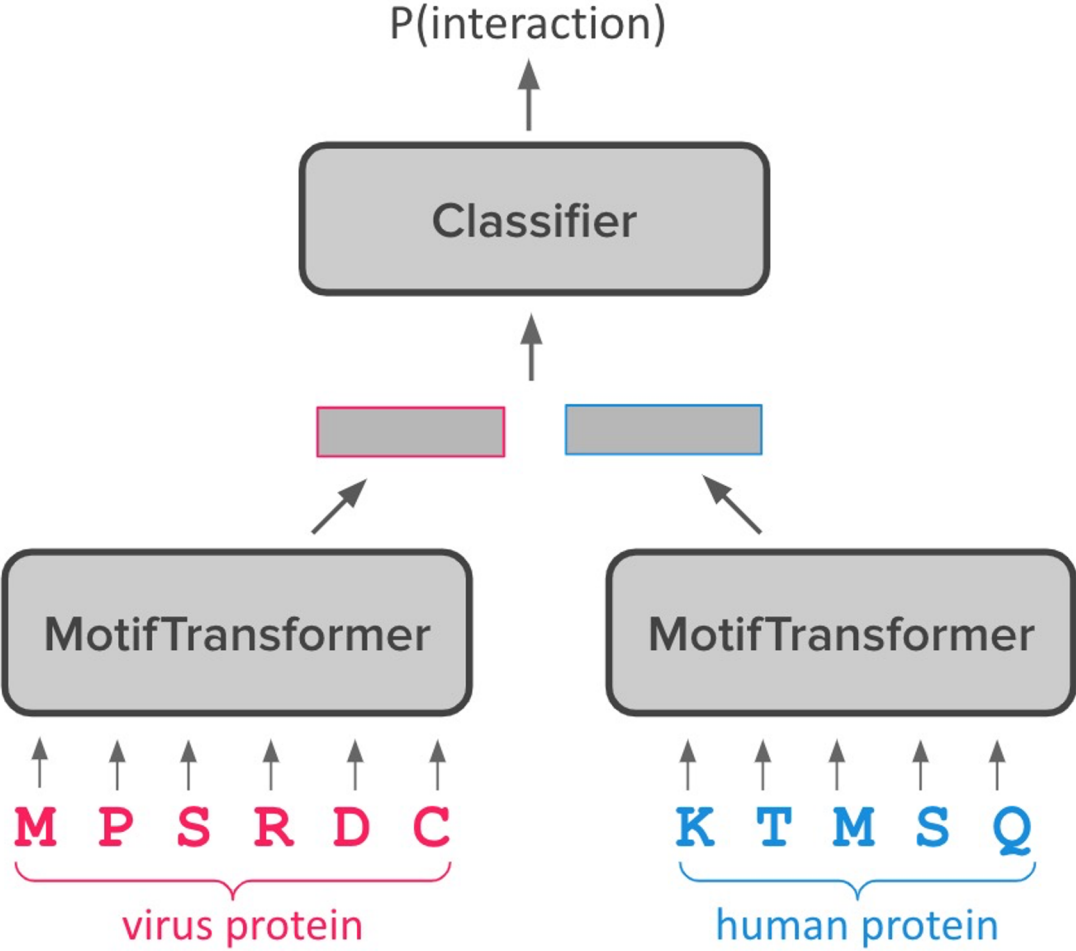 P(interaction)
Classifier
MotifTransformer MotifTransformer
M P S R D C K T M S Q
virus protein human protein